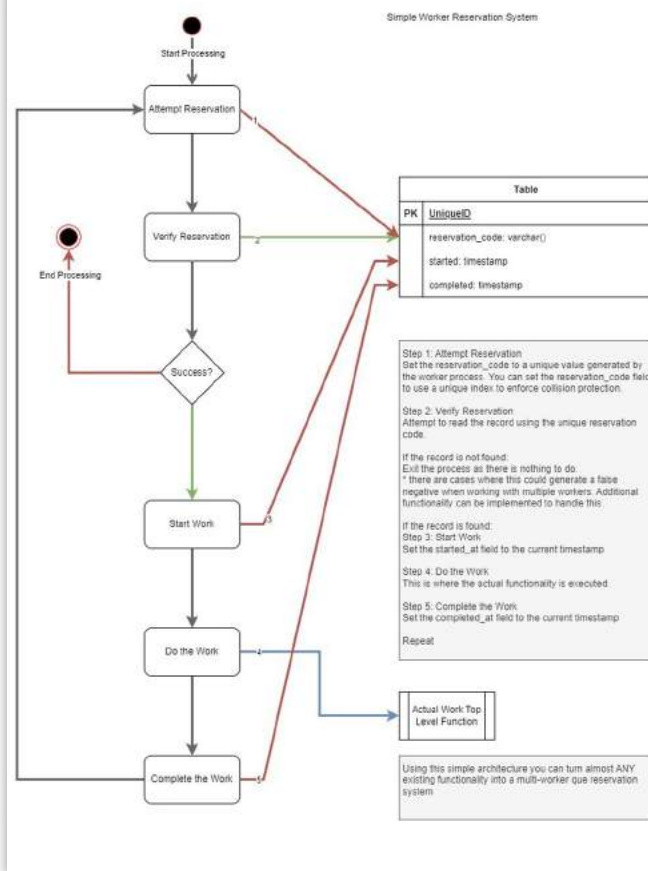 Simple Worker Reservation System
Start Processing
Attempt Reservation
1
Table
PK UniqueID
reservation_code: varchar()
started: timestamp
completed: timestamp
Verify Reservation
2
End Processing
Success?
Step 1: Attempt Reservation
Set the reservation_code to a unique value generated by
the worker process. You can set the reservation_code field
to use a unique index to enforce collision protection.
Step 2: Verify Reservation
Attempt to read the record using the unique reservation
code.
If the record is not found:
Exit the process as there is nothing to do.
* there are cases where this could generate a false
negative when working with multiple workers. Additional
functionality can be implemented to handle this.
If the record is found:
Step 3: Start Work
Set the started_at field to the current timestamp
Step 4: Do the Work
This is where the actual functionality is executed.
Step 5: Complete the Work
Set the completed_at field to the current timestamp
Repeat
Start Work
3
Do the Work
4
Actual Work Top
Level Function
Complete the Work
5
Using this simple architecture you can turn almost ANY
existing functionality into a multi-worker que reservation
system